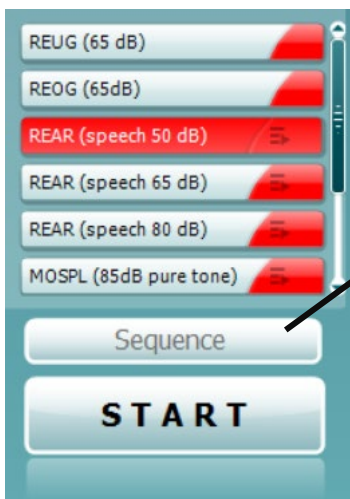 REUG (65 dB)
REOG (65dB)
REAR (speech 50 dB)
REAR (speech 65 dB)
REAR (speech 80 dB)
MOSPL (85dB pure tone)
Sequence
START